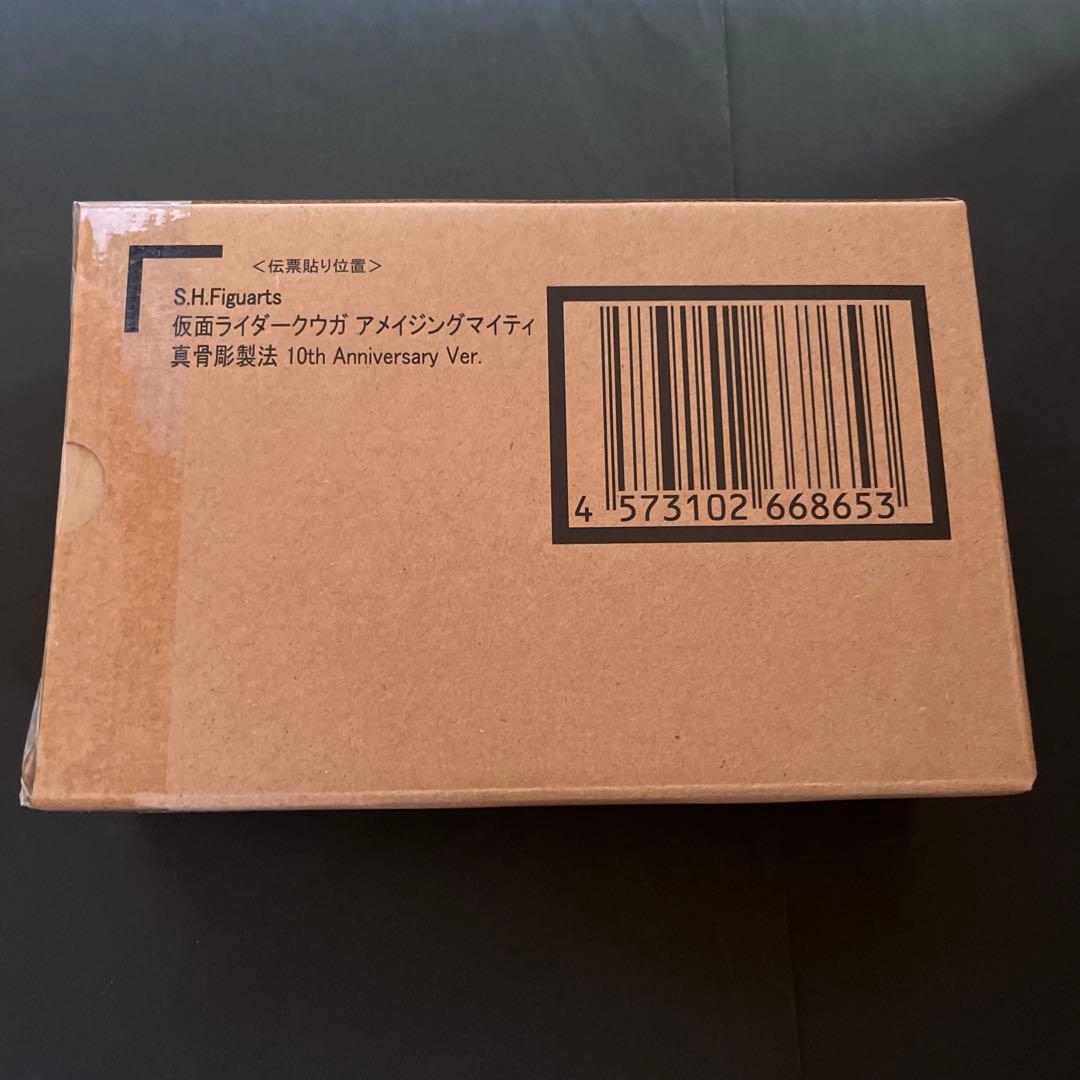 ＜伝票貼り位置＞
S.H.Figuarts
仮面ライダークウガ アメイジングマイティ
真骨彫製法 10th Anniversary Ver.
4 573102 668653